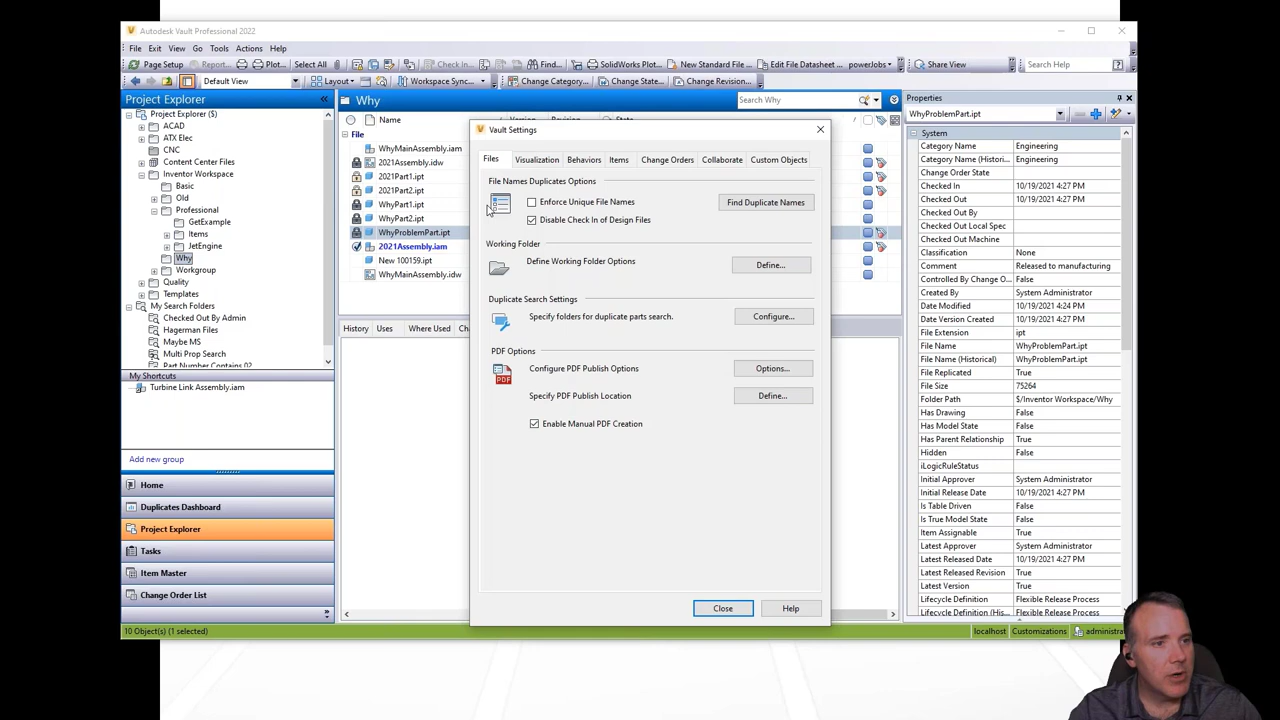 Autodesk Vault Professional 2022
File Exit View Go Tools Actions Help
Page Setup Report... Plot... Select All Check In... Find... SolidWorks Plot... New Standard File... Edit File Datasheet... powerJobs Share View Search Help
Default View Layout Workspace Sync... Change Category... Change State... Change Revision...
Project Explorer
Project Explorer ($)
ACAD
ATX Elec
CNC
Content Center Files
Inventor Workspace
Basic
Old
Professional
GetExample
Items
JetEngine
Why
Workgroup
Quality
Templates
My Search Folders
Checked Out By Admin
Hagerman Files
Maybe MS
Multi Prop Search
Part Number Contains 02
My Shortcuts
Turbine Link Assembly.iam
Add new group
Home
Duplicates Dashboard
Project Explorer
Tasks
Item Master
Change Order List
Why
Search Why
Name Version Revision State
File
WhyMainAssembly.iam
2021Assembly.idw
2021Part1.ipt
2021Part2.ipt
WhyPart1.ipt
WhyPart2.ipt
WhyProblemPart.ipt
2021Assembly.iam
New 100159.ipt
WhyMainAssembly.idw
History Uses Where Used
Vault Settings
Files Visualization Behaviors Items Change Orders Collaborate Custom Objects
File Names Duplicates Options
Enforce Unique File Names
Find Duplicate Names
Disable Check In of Design Files
Working Folder
Define Working Folder Options
Define...
Duplicate Search Settings
Specify folders for duplicate parts search.
Configure...
PDF Options
Configure PDF Publish Options
Options...
PDF
Specify PDF Publish Location
Define...
Enable Manual PDF Creation
Close
Help
Properties
WhyProblemPart.ipt
System
Category Name Engineering
Category Name (Histori... Engineering
Change Order State
Checked In 10/19/2021 4:27 PM
Checked Out By
Checked Out Local Spec
Checked Out Machine
Classification None
Comment Released to manufacturing
Controlled By Change O... False
Created By System Administrator
Date Modified 10/19/2021 4:24 PM
Date Version Created 10/19/2021 4:27 PM
File Extension ipt
File Name WhyProblemPart.ipt
File Name (Historical) WhyProblemPart.ipt
File Replicated True
File Size 75264
Folder Path $/Inventor Workspace/Why
Has Drawing False
Has Model State False
Has Parent Relationship True
Hidden False
iLogicRuleStatus
Initial Approver System Administrator
Initial Release Date 10/19/2021 4:27 PM
Is Table Driven False
Is True Model State False
Item Assignable True
Latest Approver System Administrator
Latest Released Date 10/19/2021 4:27 PM
Latest Released Revision True
Latest Version True
Lifecycle Definition Flexible Release Process
Lifecycle Definition (His... Flexible Release Process
10 Object(s) (1 selected)
localhost Customizations administra